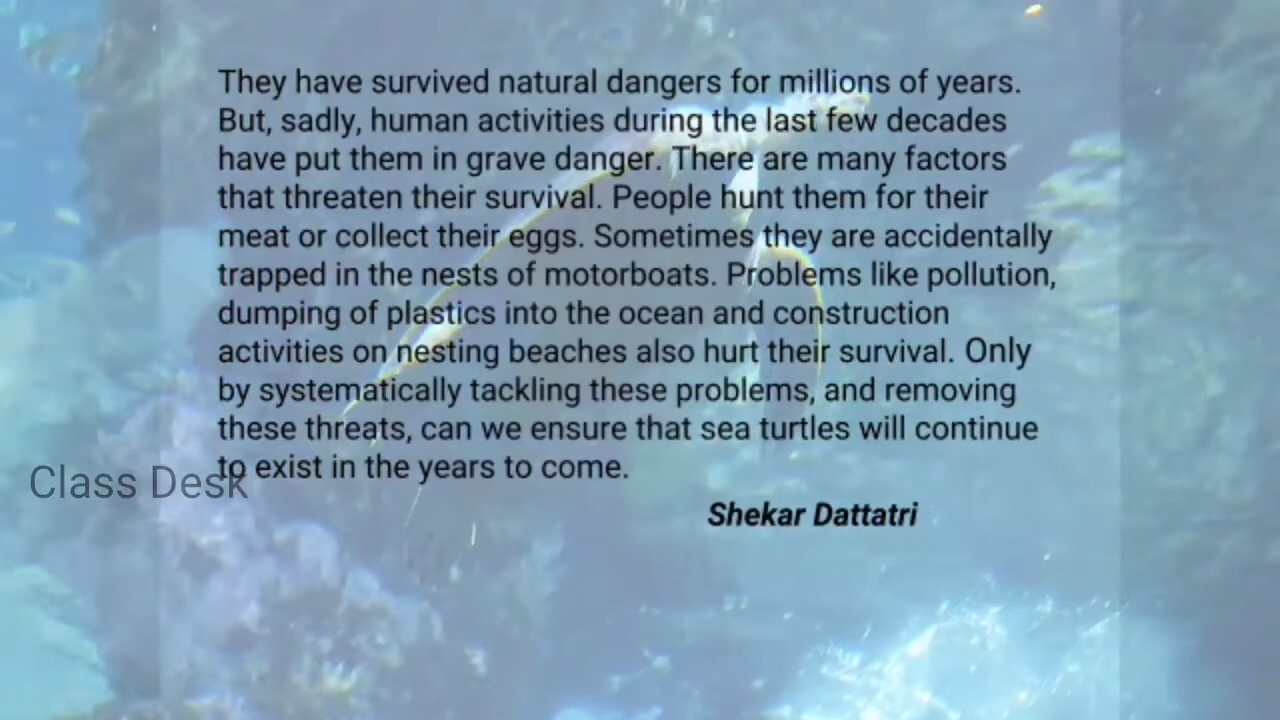 They have survived natural dangers for millions of years.
But, sadly, human activities during the last few decades
have put them in grave danger. There are many factors
that threaten their survival. People hunt them for their
meat or collect their eggs. Sometimes they are accidentally
trapped in the nests of motorboats. Problems like pollution,
dumping of plastics into the ocean and construction
activities on nesting beaches also hurt their survival. Only
by systematically tackling these problems, and removing
these threats, can we ensure that sea turtles will continue
to exist in the years to come.
Class Desk
Shekar Dattatri